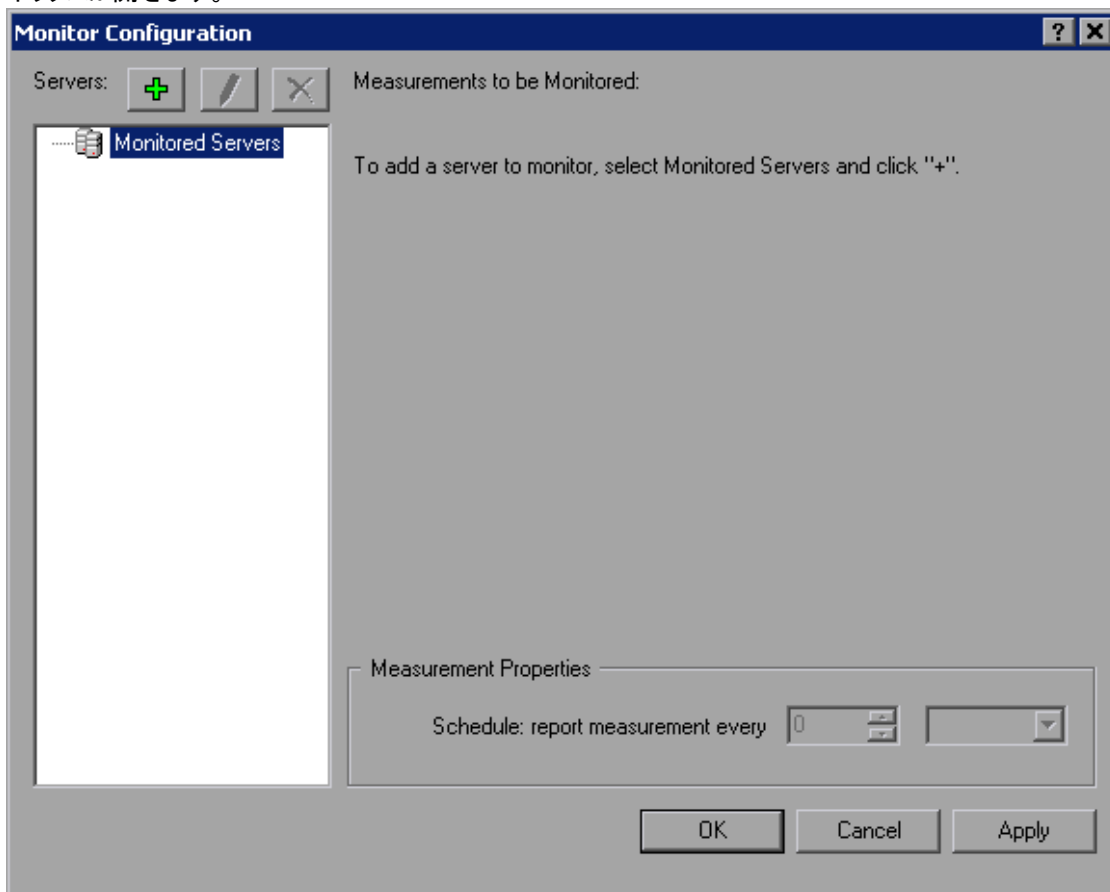 Monitor Configuration
Servers:
Measurements to be Monitored:
Monitored Servers
To add a server to monitor, select Monitored Servers and click "+".
Measurement Properties
Schedule: report measurement every 0
OK Cancel Apply